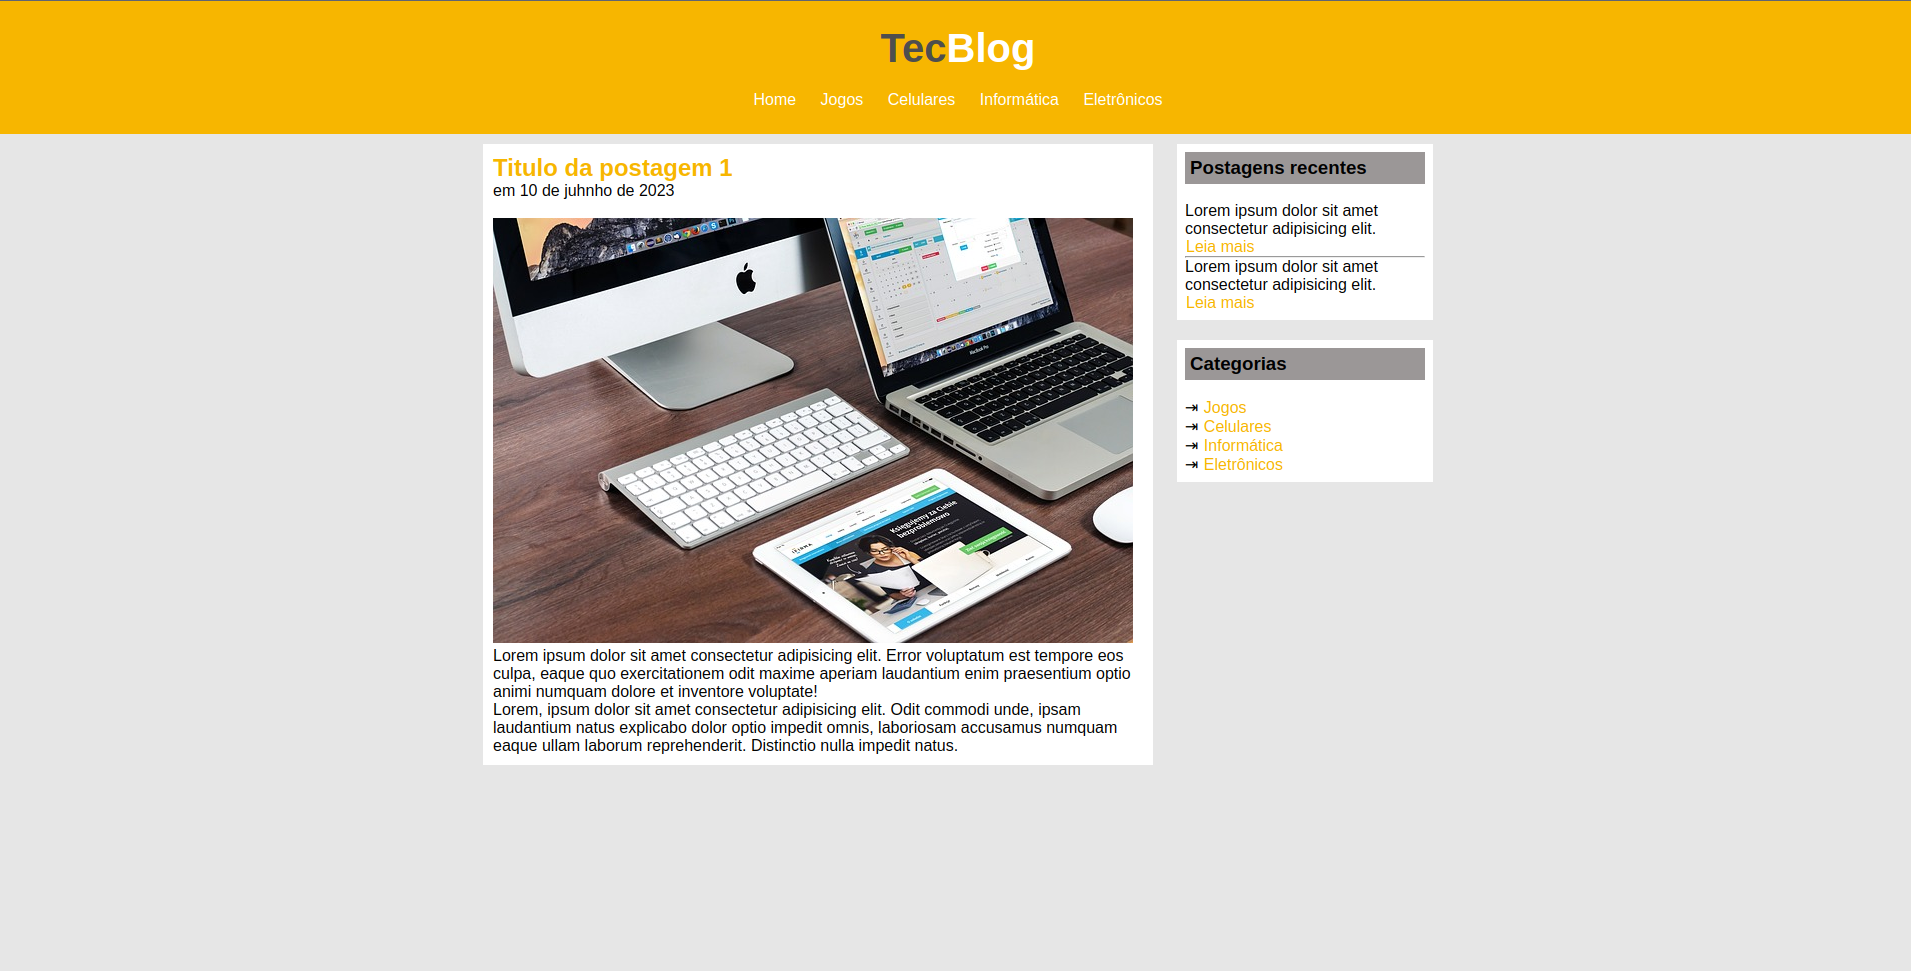 TecBlog
Home Jogos Celulares Informática Eletrônicos
Titulo da postagem 1
em 10 de juhnho de 2023
MacBook Pro
Księgujemy za Ciebie
bezproblemowo
Lorem ipsum dolor sit amet consectetur adipisicing elit. Error voluptatum est tempore eos
culpa, eaque quo exercitationem odit maxime aperiam laudantium enim praesentium optio
animi numquam dolore et inventore voluptate!
Lorem, ipsum dolor sit amet consectetur adipisicing elit. Odit commodi unde, ipsam
laudantium natus explicabo dolor optio impedit omnis, laboriosam accusamus numquam
eaque ullam laborum reprehenderit. Distinctio nulla impedit natus.
Postagens recentes
Lorem ipsum dolor sit amet
consectetur adipisicing elit.
Leia mais
Lorem ipsum dolor sit amet
consectetur adipisicing elit.
Leia mais
Categorias
⇥ Jogos
⇥ Celulares
⇥ Informática
⇥ Eletrônicos